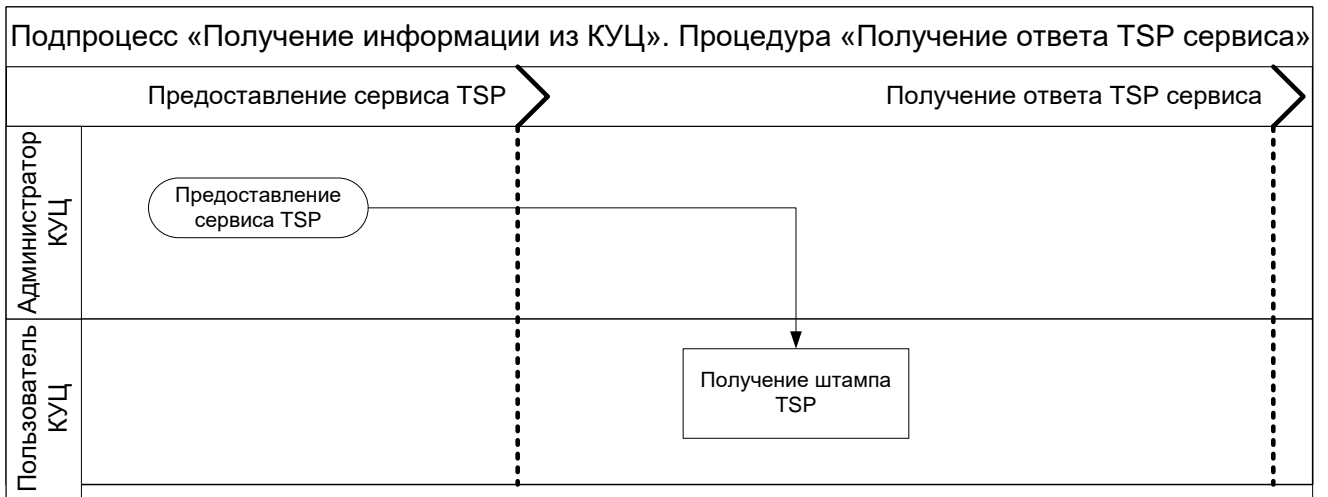 Подпроцесс «Получение информации из КУЦ». Процедура «Получение ответа TSP сервиса»
Предоставление сервиса TSP
Получение ответа TSP сервиса
Администратор
КУЦ
Предоставление
сервиса TSP
Пользователь
КУЦ
Получение штампа
TSP